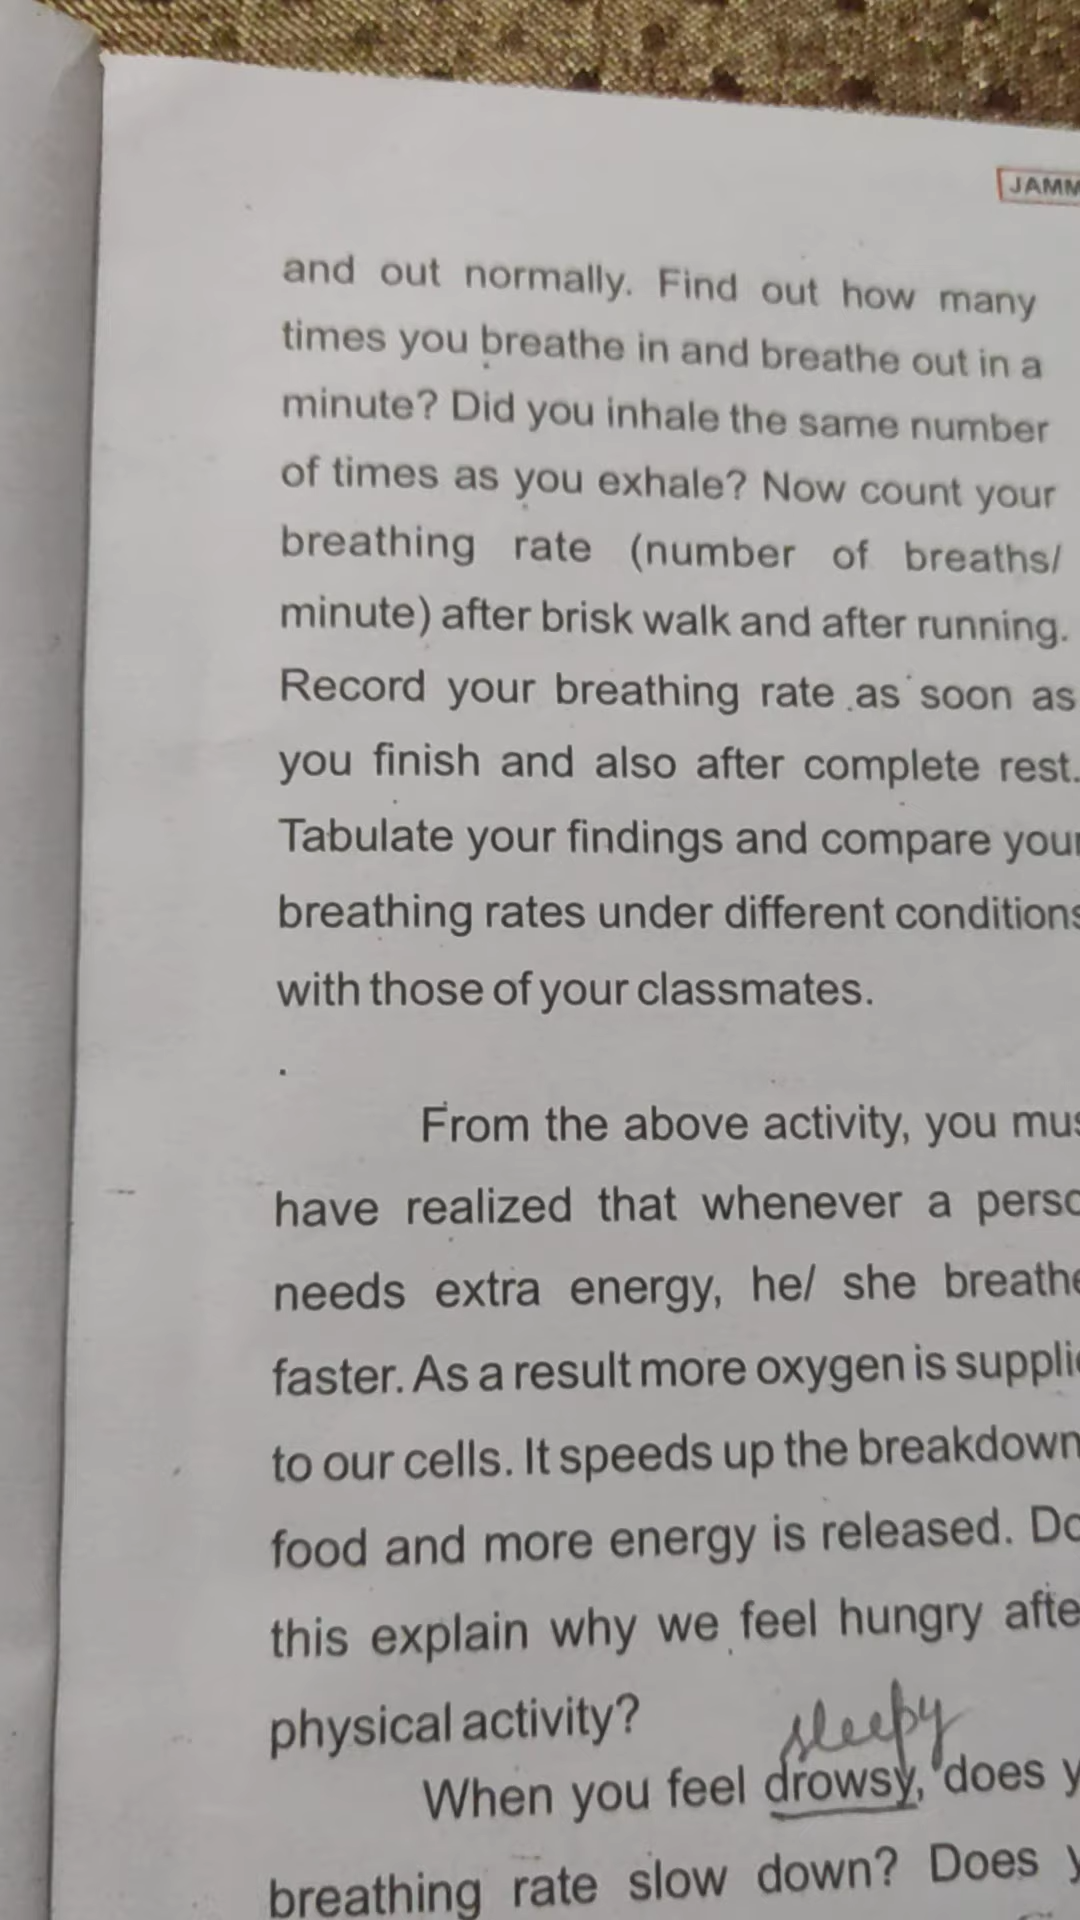 JAMM
and out normally. Find out how many
times you breathe in and breathe out in a
minute? Did you inhale the same number
of times as you exhale? Now count your
breathing rate (number of breaths/
minute) after brisk walk and after running.
Record your breathing rate as soon as
you finish and also after complete rest.
Tabulate your findings and compare your
breathing rates under different conditions
with those of your classmates.
From the above activity, you mus
have realized that whenever a perso
needs extra energy, he/ she breathe
faster. As a result more oxygen is supplie
to our cells. It speeds up the breakdown
food and more energy is released. Do
this explain why we feel hungry afte
physical activity?
sleepy
When you feel drowsy, does y
breathing rate slow down? Does y